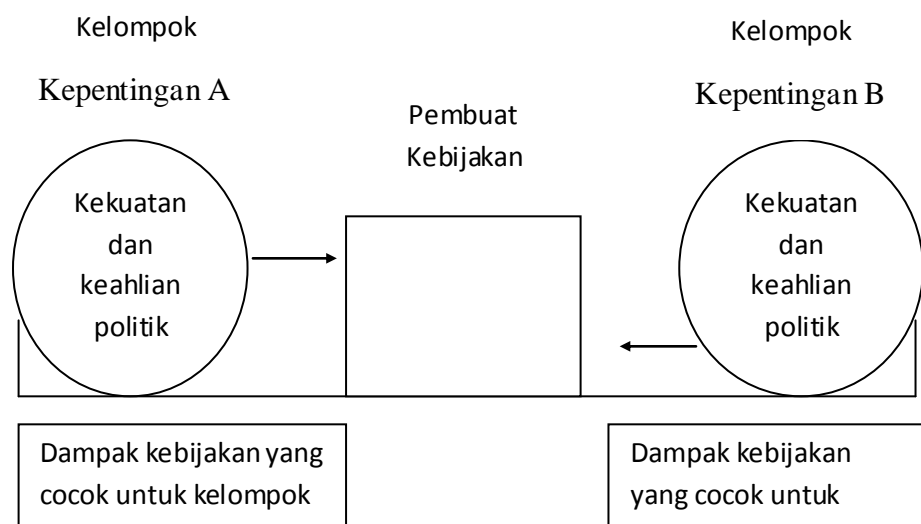 Kelompok
Kepentingan A
Kelompok
Kepentingan B
Pembuat
Kebijakan
Kekuatan
dan
keahlian
politik
Kekuatan
dan
keahlian
politik
Dampak kebijakan yang
cocok untuk kelompok
Dampak kebijakan
yang cocok untuk